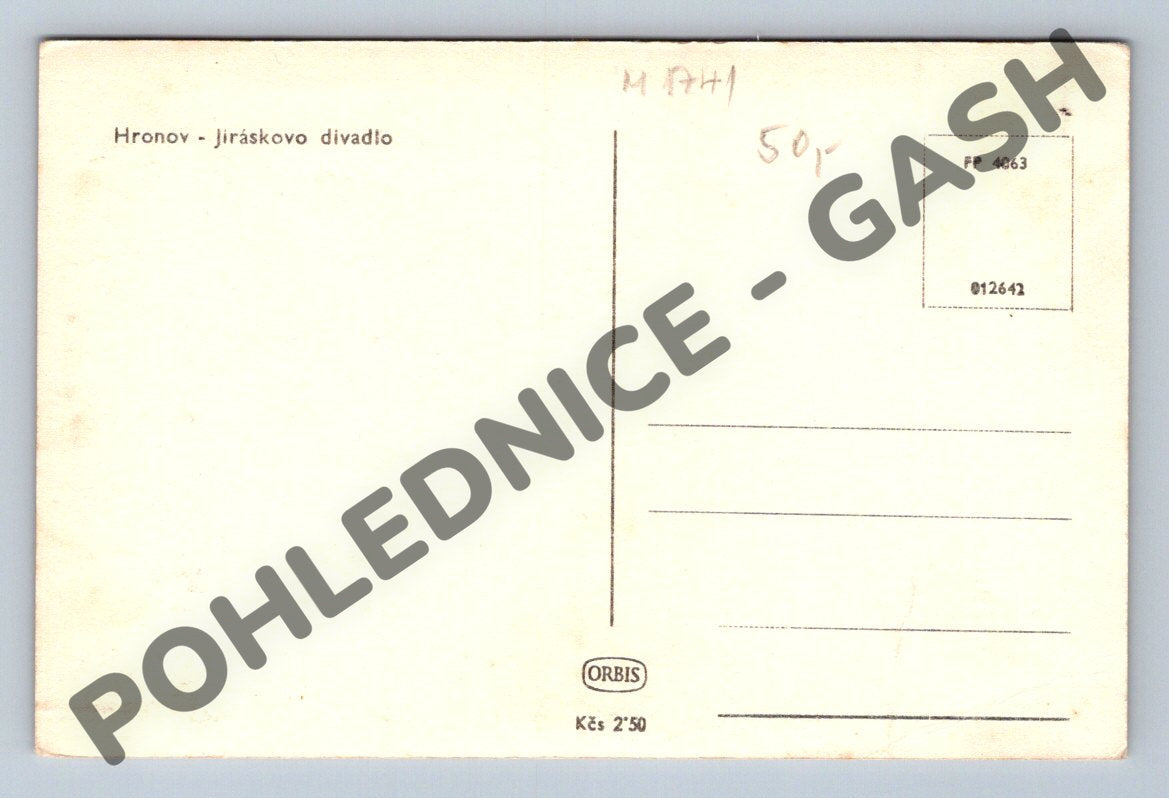 M 1741
Hronov - Jiráskovo divadlo
50,-
FP 4063
012642
POHLEDNICE - GASH
ORBIS
Kčs 2˙50